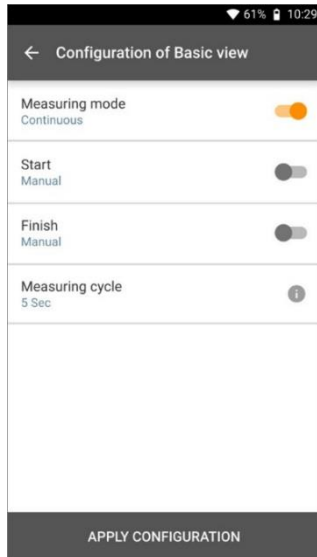 61% 10:29
Configuration of Basic view
Measuring mode
Continuous
Start
Manual
Finish
Manual
Measuring cycle
5 Sec
APPLY CONFIGURATION